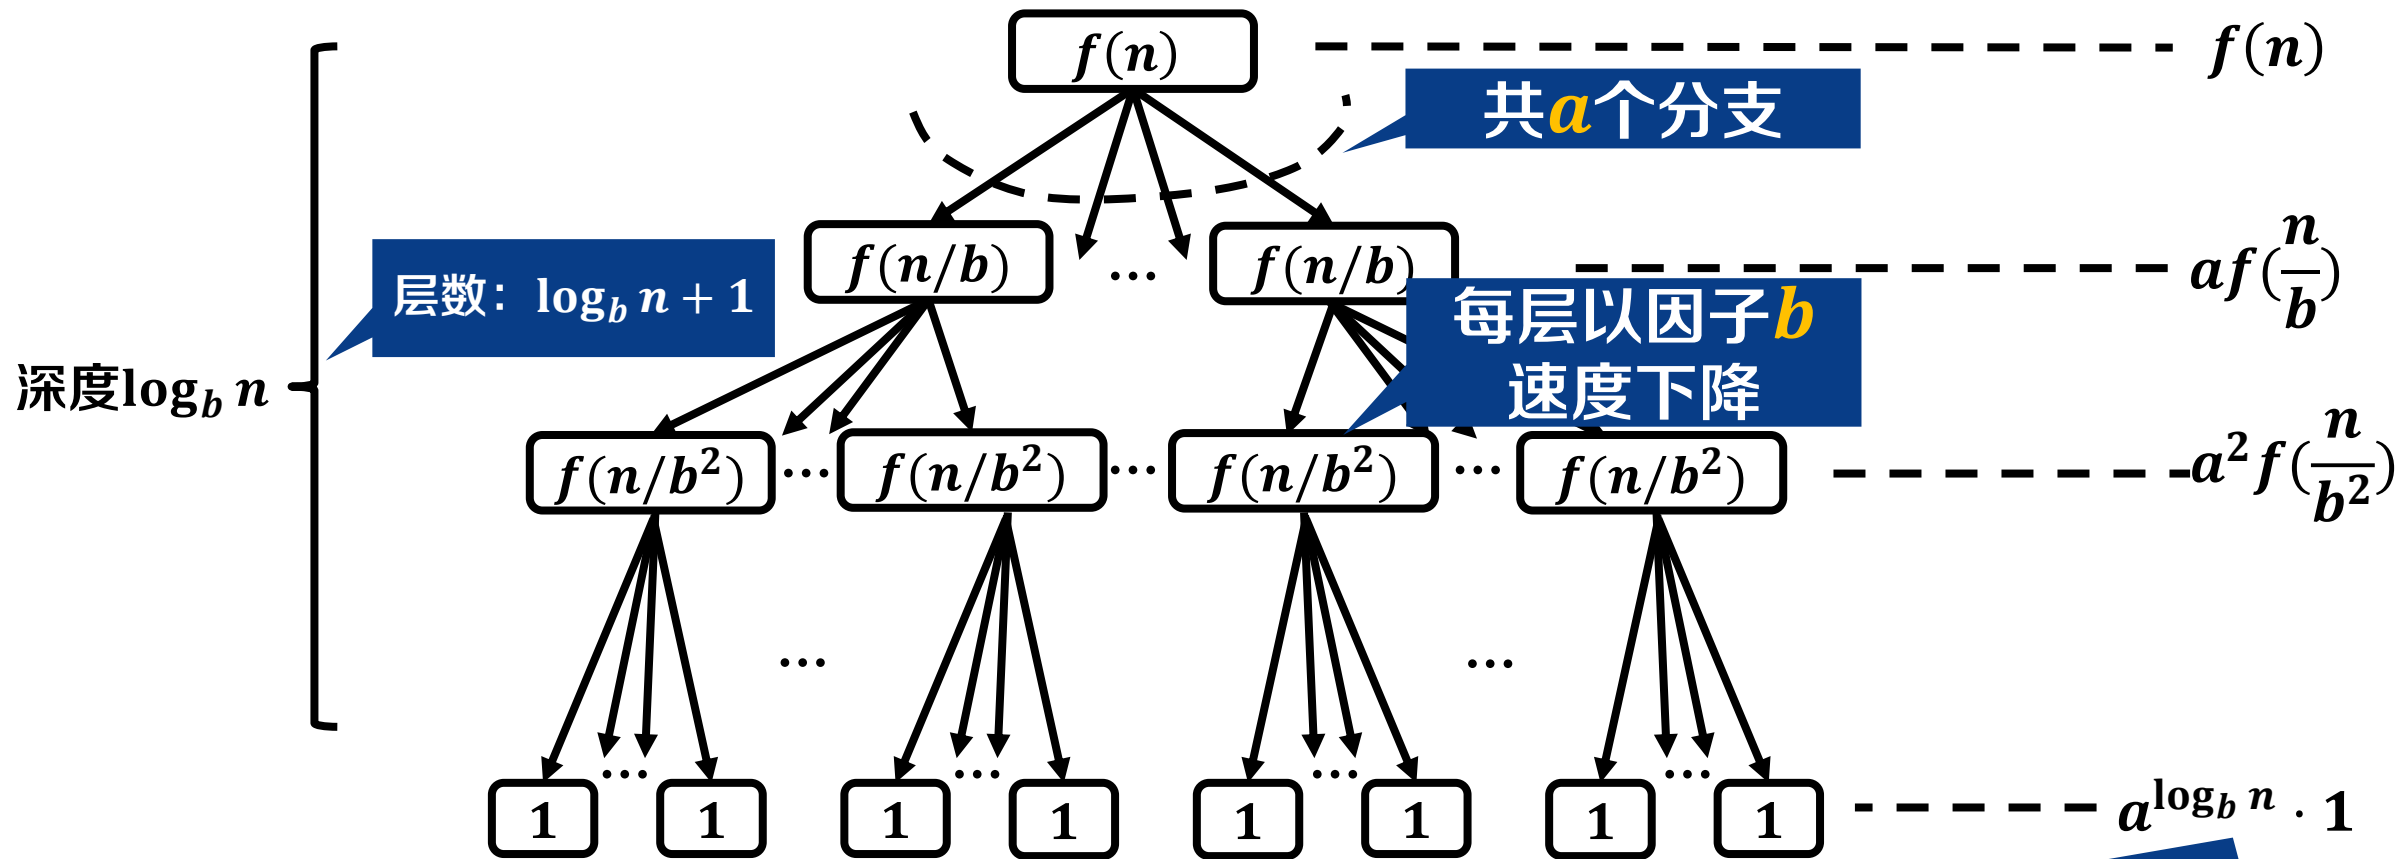 f(n)
f(n)
共a个分支
f(n/b)
…
f(n/b)
af(n/b)
层数：log_b n + 1
每层以因子b
速度下降
深度log_b n
f(n/b²)
…
f(n/b²)
…
f(n/b²)
…
f(n/b²)
a²f(n/b²)
…
…
1
…
1
1
…
1
1
…
1
1
…
1
a^{log_b n} · 1